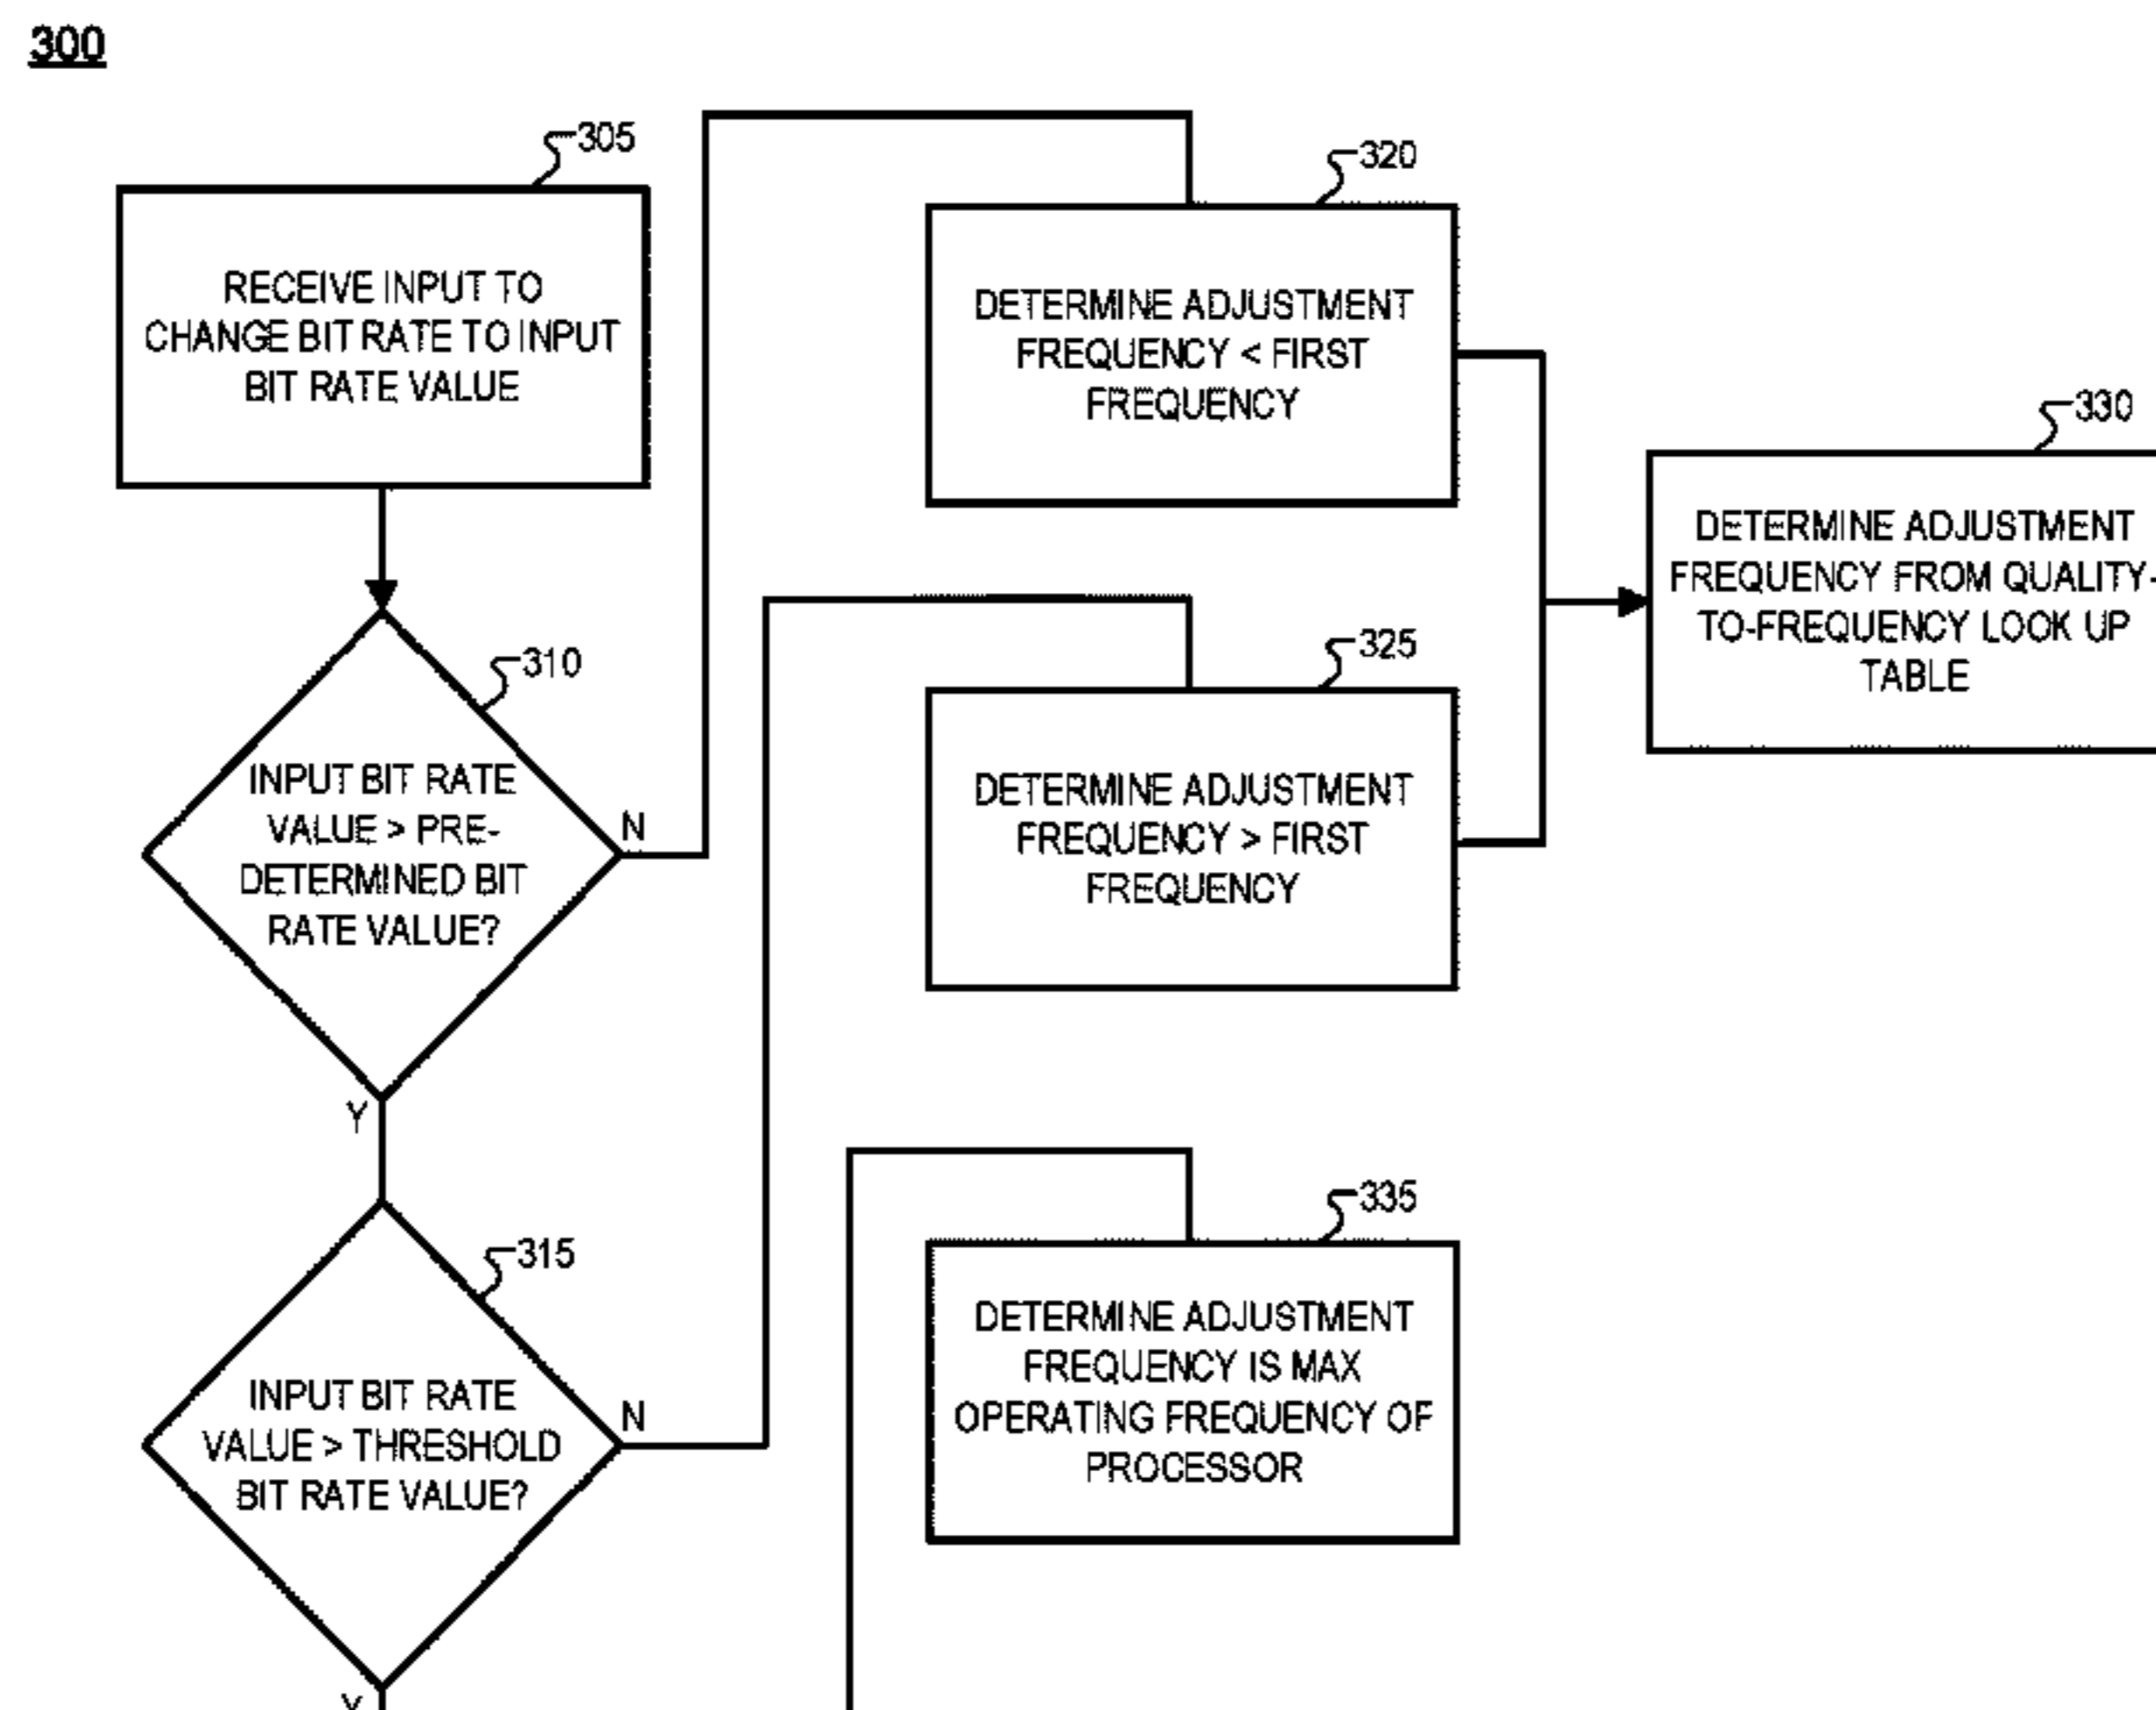 300
305
RECEIVE INPUT TO
CHANGE BIT RATE TO INPUT
BIT RATE VALUE
310
INPUT BIT RATE
VALUE > PRE-
DETERMINED BIT
RATE VALUE?
N
Y
315
INPUT BIT RATE
VALUE > THRESHOLD
BIT RATE VALUE?
N
Y
320
DETERMINE ADJUSTMENT
FREQUENCY < FIRST
FREQUENCY
325
DETERMINE ADJUSTMENT
FREQUENCY > FIRST
FREQUENCY
330
DETERMINE ADJUSTMENT
FREQUENCY FROM QUALITY-
TO-FREQUENCY LOOK UP
TABLE
335
DETERMINE ADJUSTMENT
FREQUENCY IS MAX
OPERATING FREQUENCY OF
PROCESSOR